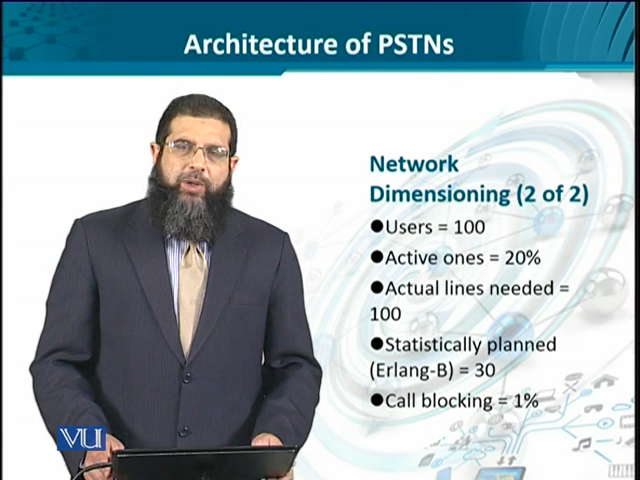 Architecture of PSTNs
Network
Dimensioning (2 of 2)
●Users = 100
●Active ones = 20%
●Actual lines needed =
100
●Statistically planned
(Erlang-B) = 30
●Call blocking = 1%
VU